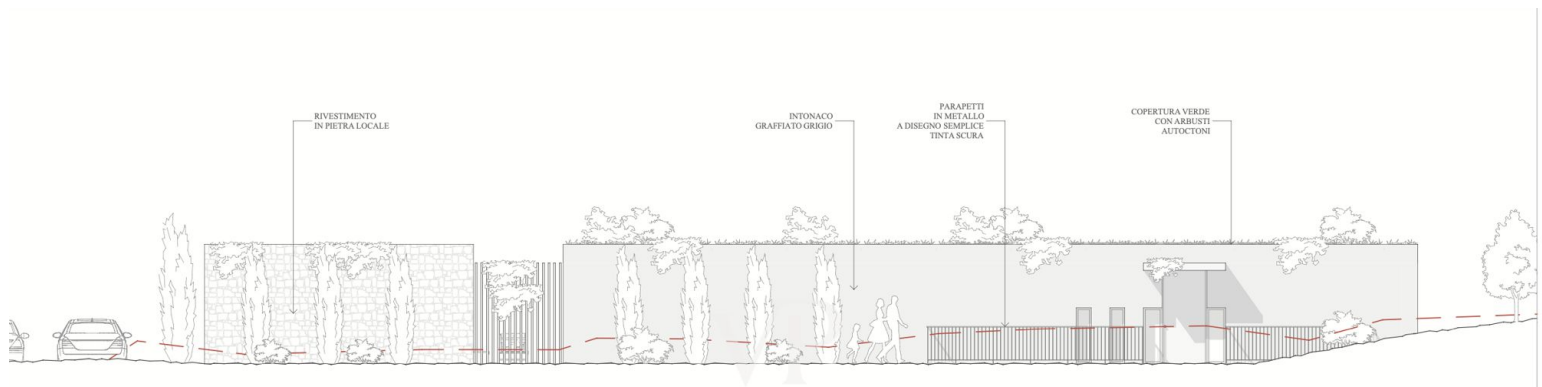 RIVESTIMENTO
IN PIETRA LOCALE
INTONACO
GRAFFIATO GRIGIO
PARAPETTI
IN METALLO
A DISEGNO SEMPLICE
TINTA SCURA
COPERTURA VERDE
CON ARBUSTI
AUTOCTONI